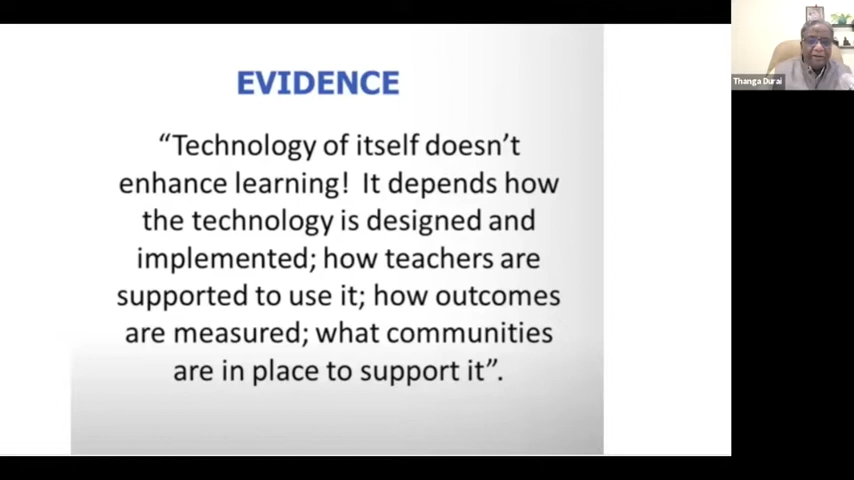 EVIDENCE
“Technology of itself doesn’t
enhance learning! It depends how
the technology is designed and
implemented; how teachers are
supported to use it; how outcomes
are measured; what communities
are in place to support it”.
Thanga Durai